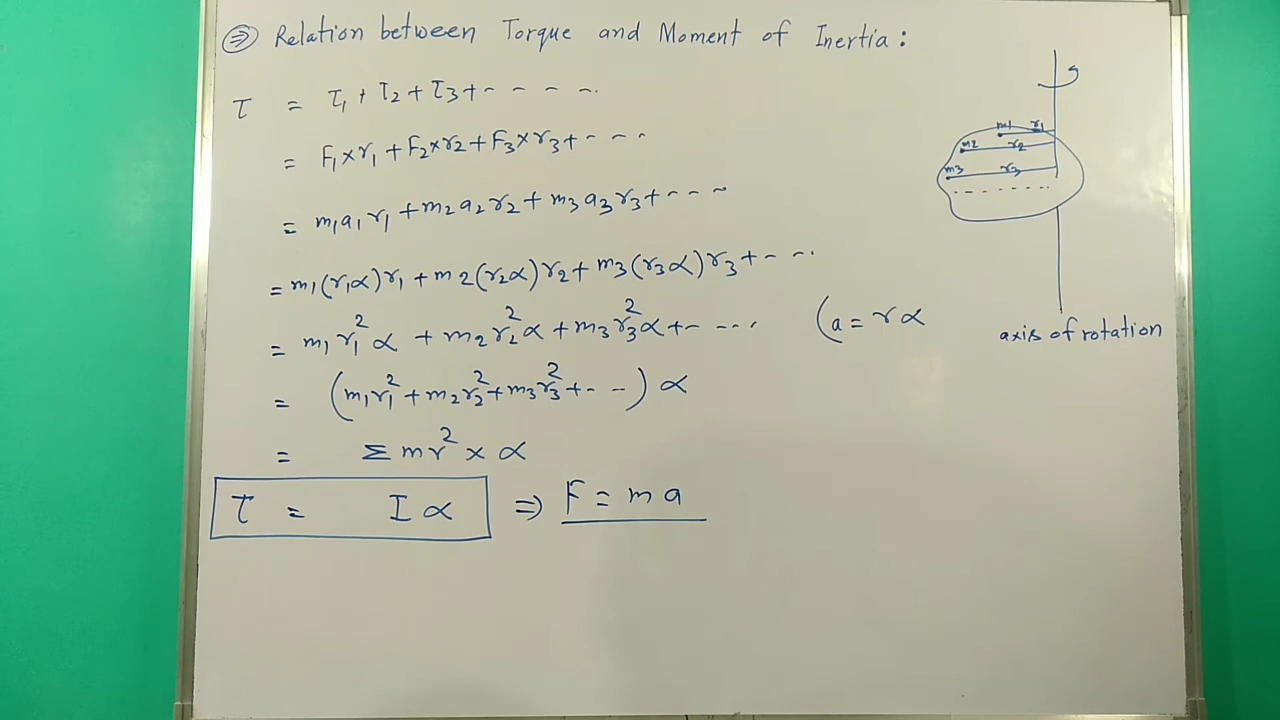 ⇒ Relation between Torque and Moment of Inertia :
τ = τ1 + τ2 + τ3 + - - - - -.
= F1×r1 + F2×r2 + F3×r3 + - - - -
= m1a1r1 + m2a2r2 + m3a3r3 + - - - -
= m1(r1α)r1 + m2(r2α)r2 + m3(r3α)r3 + - - - .
= m1r1²α + m2r2²α + m3r3²α + - - - - -
(a = rα
= (m1r1² + m2r2² + m3r3² + - - -) α
= Σ mr² × α
τ = Iα ⇒ F = ma
m1 r1
m2 r2
m3 r3
axis of rotation